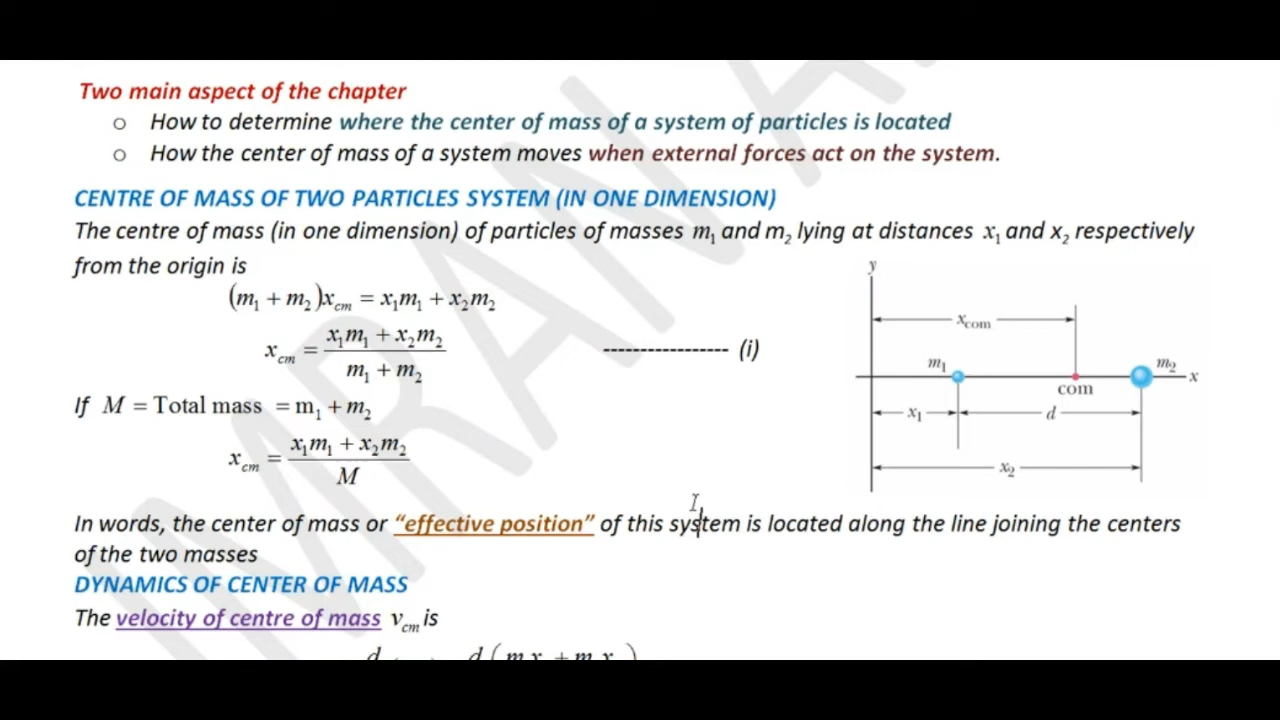 Two main aspect of the chapter
o How to determine where the center of mass of a system of particles is located
o How the center of mass of a system moves when external forces act on the system.
CENTRE OF MASS OF TWO PARTICLES SYSTEM (IN ONE DIMENSION)
The centre of mass (in one dimension) of particles of masses m₁ and m₂ lying at distances x₁ and x₂ respectively
from the origin is
(m₁ + m₂)x_cm = x₁m₁ + x₂m₂
x_cm = (x₁m₁ + x₂m₂) / (m₁ + m₂) ---------------- (i)
If M = Total mass = m₁ + m₂
x_cm = (x₁m₁ + x₂m₂) / M
y
x_com
m₁
m₂
x
com
x₁
d
x₂
In words, the center of mass or “effective position” of this system is located along the line joining the centers
of the two masses
DYNAMICS OF CENTER OF MASS
The velocity of centre of mass v_cm is
IMRAN A